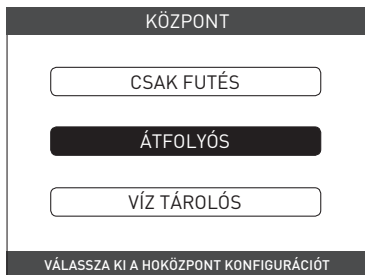 KÖZPONT
CSAK FUTÉS
ÁTFOLYÓS
VÍZ TÁROLÓS
VÁLASSZA KI A HOKÖZPONT KONFIGURÁCIÓT